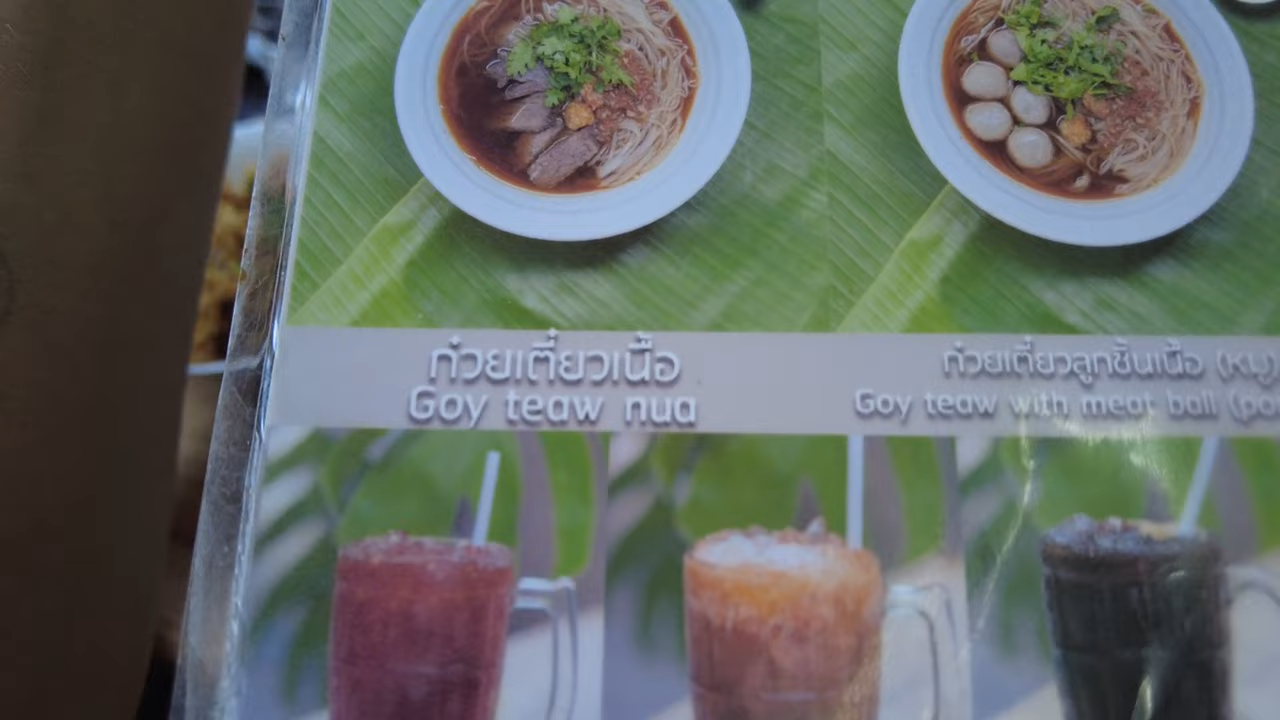 ก๋วยเตี๋ยวเนื้อ
Goy teaw nua
ก๋วยเตี๋ยวลูกชิ้นเนื้อ
Goy teaw with meat ball